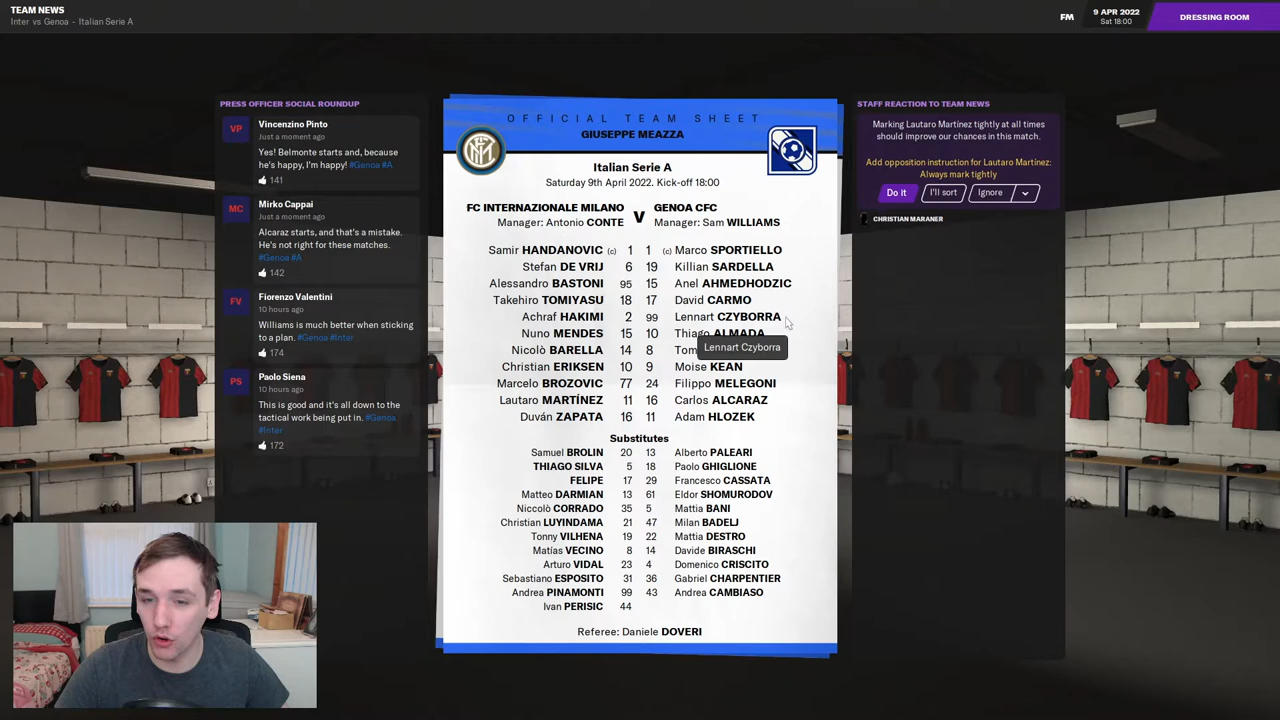 TEAM NEWS
Inter vs Genoa - Italian Serie A
FM
9 APR 2022
Sat 18:00
DRESSING ROOM
PRESS OFFICER SOCIAL ROUNDUP
VP
Vincenzino Pinto
Just a moment ago
Yes! Belmonte starts and, because
he's happy, I'm happy! #Genoa #A
141
MC
Mirko Cappai
Just a moment ago
Alcaraz starts, and that's a mistake.
He's not right for these matches.
#Genoa #A
142
FV
Fiorenzo Valentini
10 hours ago
Williams is much better when sticking
to a plan. #Genoa #Inter
174
PS
Paolo Siena
10 hours ago
This is good and it's all down to the
tactical work being put in. #Genoa
#Inter
172
OFFICIAL TEAM SHEET
GIUSEPPE MEAZZA
Italian Serie A
Saturday 9th April 2022. Kick-off 18:00
FC INTERNAZIONALE MILANO V GENOA CFC
Manager: Antonio CONTE Manager: Sam WILLIAMS
Samir HANDANOVIC (c) 1 1 (c) Marco SPORTIELLO
Stefan DE VRIJ 6 19 Killian SARDELLA
Alessandro BASTONI 95 15 Anel AHMEDHODZIC
Takehiro TOMIYASU 18 17 David CARMO
Achraf HAKIMI 2 99 Lennart CZYBORRA
Nuno MENDES 15 10 Thiago ALMADA
Nicolò BARELLA 14 8 Tom
Lennart Czyborra
Christian ERIKSEN 10 9 Moise KEAN
Marcelo BROZOVIC 77 24 Filippo MELEGONI
Lautaro MARTÍNEZ 11 16 Carlos ALCARAZ
Duván ZAPATA 16 11 Adam HLOZEK
Substitutes
Samuel BROLIN 20 13 Alberto PALEARI
THIAGO SILVA 5 18 Paolo GHIGLIONE
FELIPE 17 29 Francesco CASSATA
Matteo DARMIAN 13 61 Eldor SHOMURODOV
Niccolò CORRADO 35 5 Mattia BANI
Christian LUYINDAMA 21 47 Milan BADELJ
Tonny VILHENA 19 22 Mattia DESTRO
Matías VECINO 8 14 Davide BIRASCHI
Arturo VIDAL 23 4 Domenico CRISCITO
Sebastiano ESPOSITO 31 36 Gabriel CHARPENTIER
Andrea PINAMONTI 99 43 Andrea CAMBIASO
Ivan PERISIC 44
Referee: Daniele DOVERI
STAFF REACTION TO TEAM NEWS
Marking Lautaro Martínez tightly at all times
should improve our chances in this match.
Add opposition instruction for Lautaro Martínez:
Always mark tightly
Do it I'll sort Ignore
CHRISTIAN MARANER